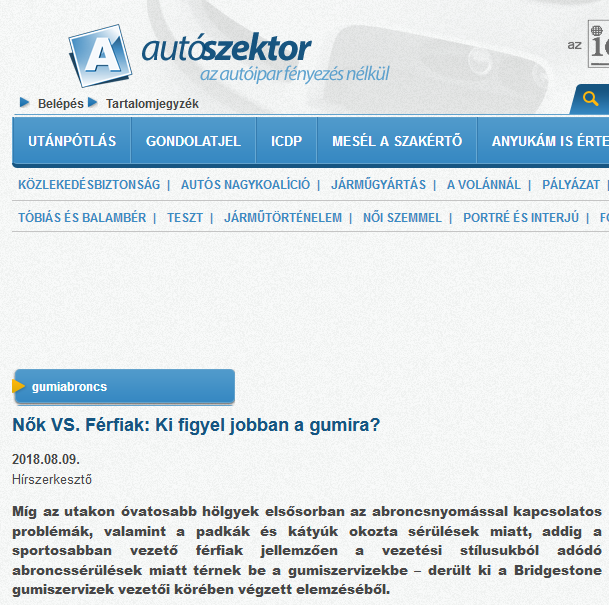 A
autószektor
az autóipar fényezés nélkül
az
Belépés Tartalomjegyzék
UTÁNPÓTLÁS GONDOLATJEL ICDP MESÉL A SZAKÉRTŐ ANYUKÁM IS ÉRTE
KÖZLEKEDÉSBIZTONSÁG | AUTÓS NAGYKOALÍCIÓ | JÁRMŰGYÁRTÁS | A VOLÁNNÁL | PÁLYÁZAT |
TÓBIÁS ÉS BALAMBÉR | TESZT | JÁRMŰTÖRTÉNELEM | NŐI SZEMMEL | PORTRÉ ÉS INTERJÚ |
gumiabroncs
Nők VS. Férfiak: Ki figyel jobban a gumira?
2018.08.09.
Hírszerkesztő
Míg az utakon óvatosabb hölgyek elsősorban az abroncsnyomással kapcsolatos
problémák, valamint a padkák és kátyúk okozta sérülések miatt, addig a
sportosabban vezető férfiak jellemzően a vezetési stílusukból adódó
abroncssérülések miatt térnek be a gumiszervizekbe – derült ki a Bridgestone
gumiszervizek vezetői körében végzett elemzéséből.